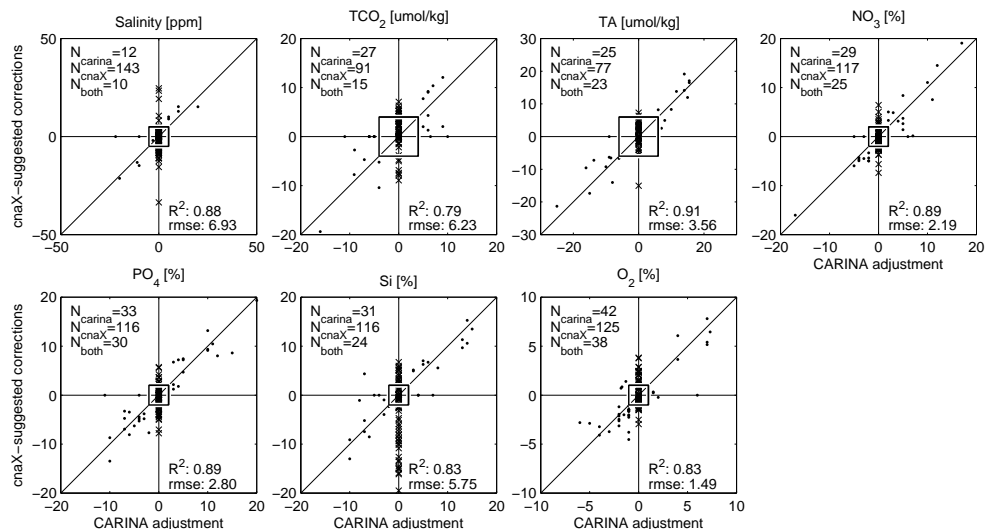 Salinity [ppm]
N_carina=12
N_cnaX=143
N_both=10
R²: 0.88
rmse: 6.93
50
0
−50
−50 0 50
cnaX−suggested corrections
TCO₂ [umol/kg]
N_carina=27
N_cnaX=91
N_both=15
R²: 0.79
rmse: 6.23
20
10
0
−10
−20
−20 −10 0 10 20
TA [umol/kg]
N_carina=25
N_cnaX=77
N_both=23
R²: 0.91
rmse: 3.56
30
20
10
0
−10
−20
−30
−20 0 20
NO₃ [%]
N_carina=29
N_cnaX=117
N_both=25
R²: 0.89
rmse: 2.19
20
10
0
−10
−20
−20 −10 0 10 20
CARINA adjustment
PO₄ [%]
N_carina=33
N_cnaX=116
N_both=30
R²: 0.89
rmse: 2.80
20
10
0
−10
−20
−20 −10 0 10 20
CARINA adjustment
cnaX−suggested corrections
Si [%]
N_carina=31
N_cnaX=116
N_both=24
R²: 0.83
rmse: 5.75
20
10
0
−10
−20
−20 −10 0 10 20
CARINA adjustment
O₂ [%]
N_carina=42
N_cnaX=125
N_both=38
R²: 0.83
rmse: 1.49
10
5
0
−5
−10
−10 −5 0 5 10
CARINA adjustment